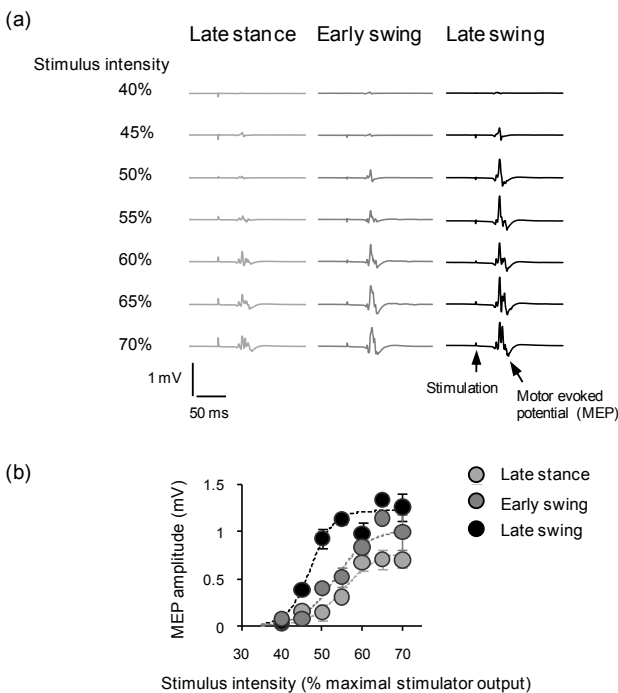 (a)
Late stance Early swing Late swing
Stimulus intensity
40%
45%
50%
55%
60%
65%
70%
1 mV
50 ms
Stimulation
Motor evoked
potential (MEP)
(b)
MEP amplitude (mV)
1.5
1
0.5
0
30 40 50 60 70
Stimulus intensity (% maximal stimulator output)
Late stance
Early swing
Late swing